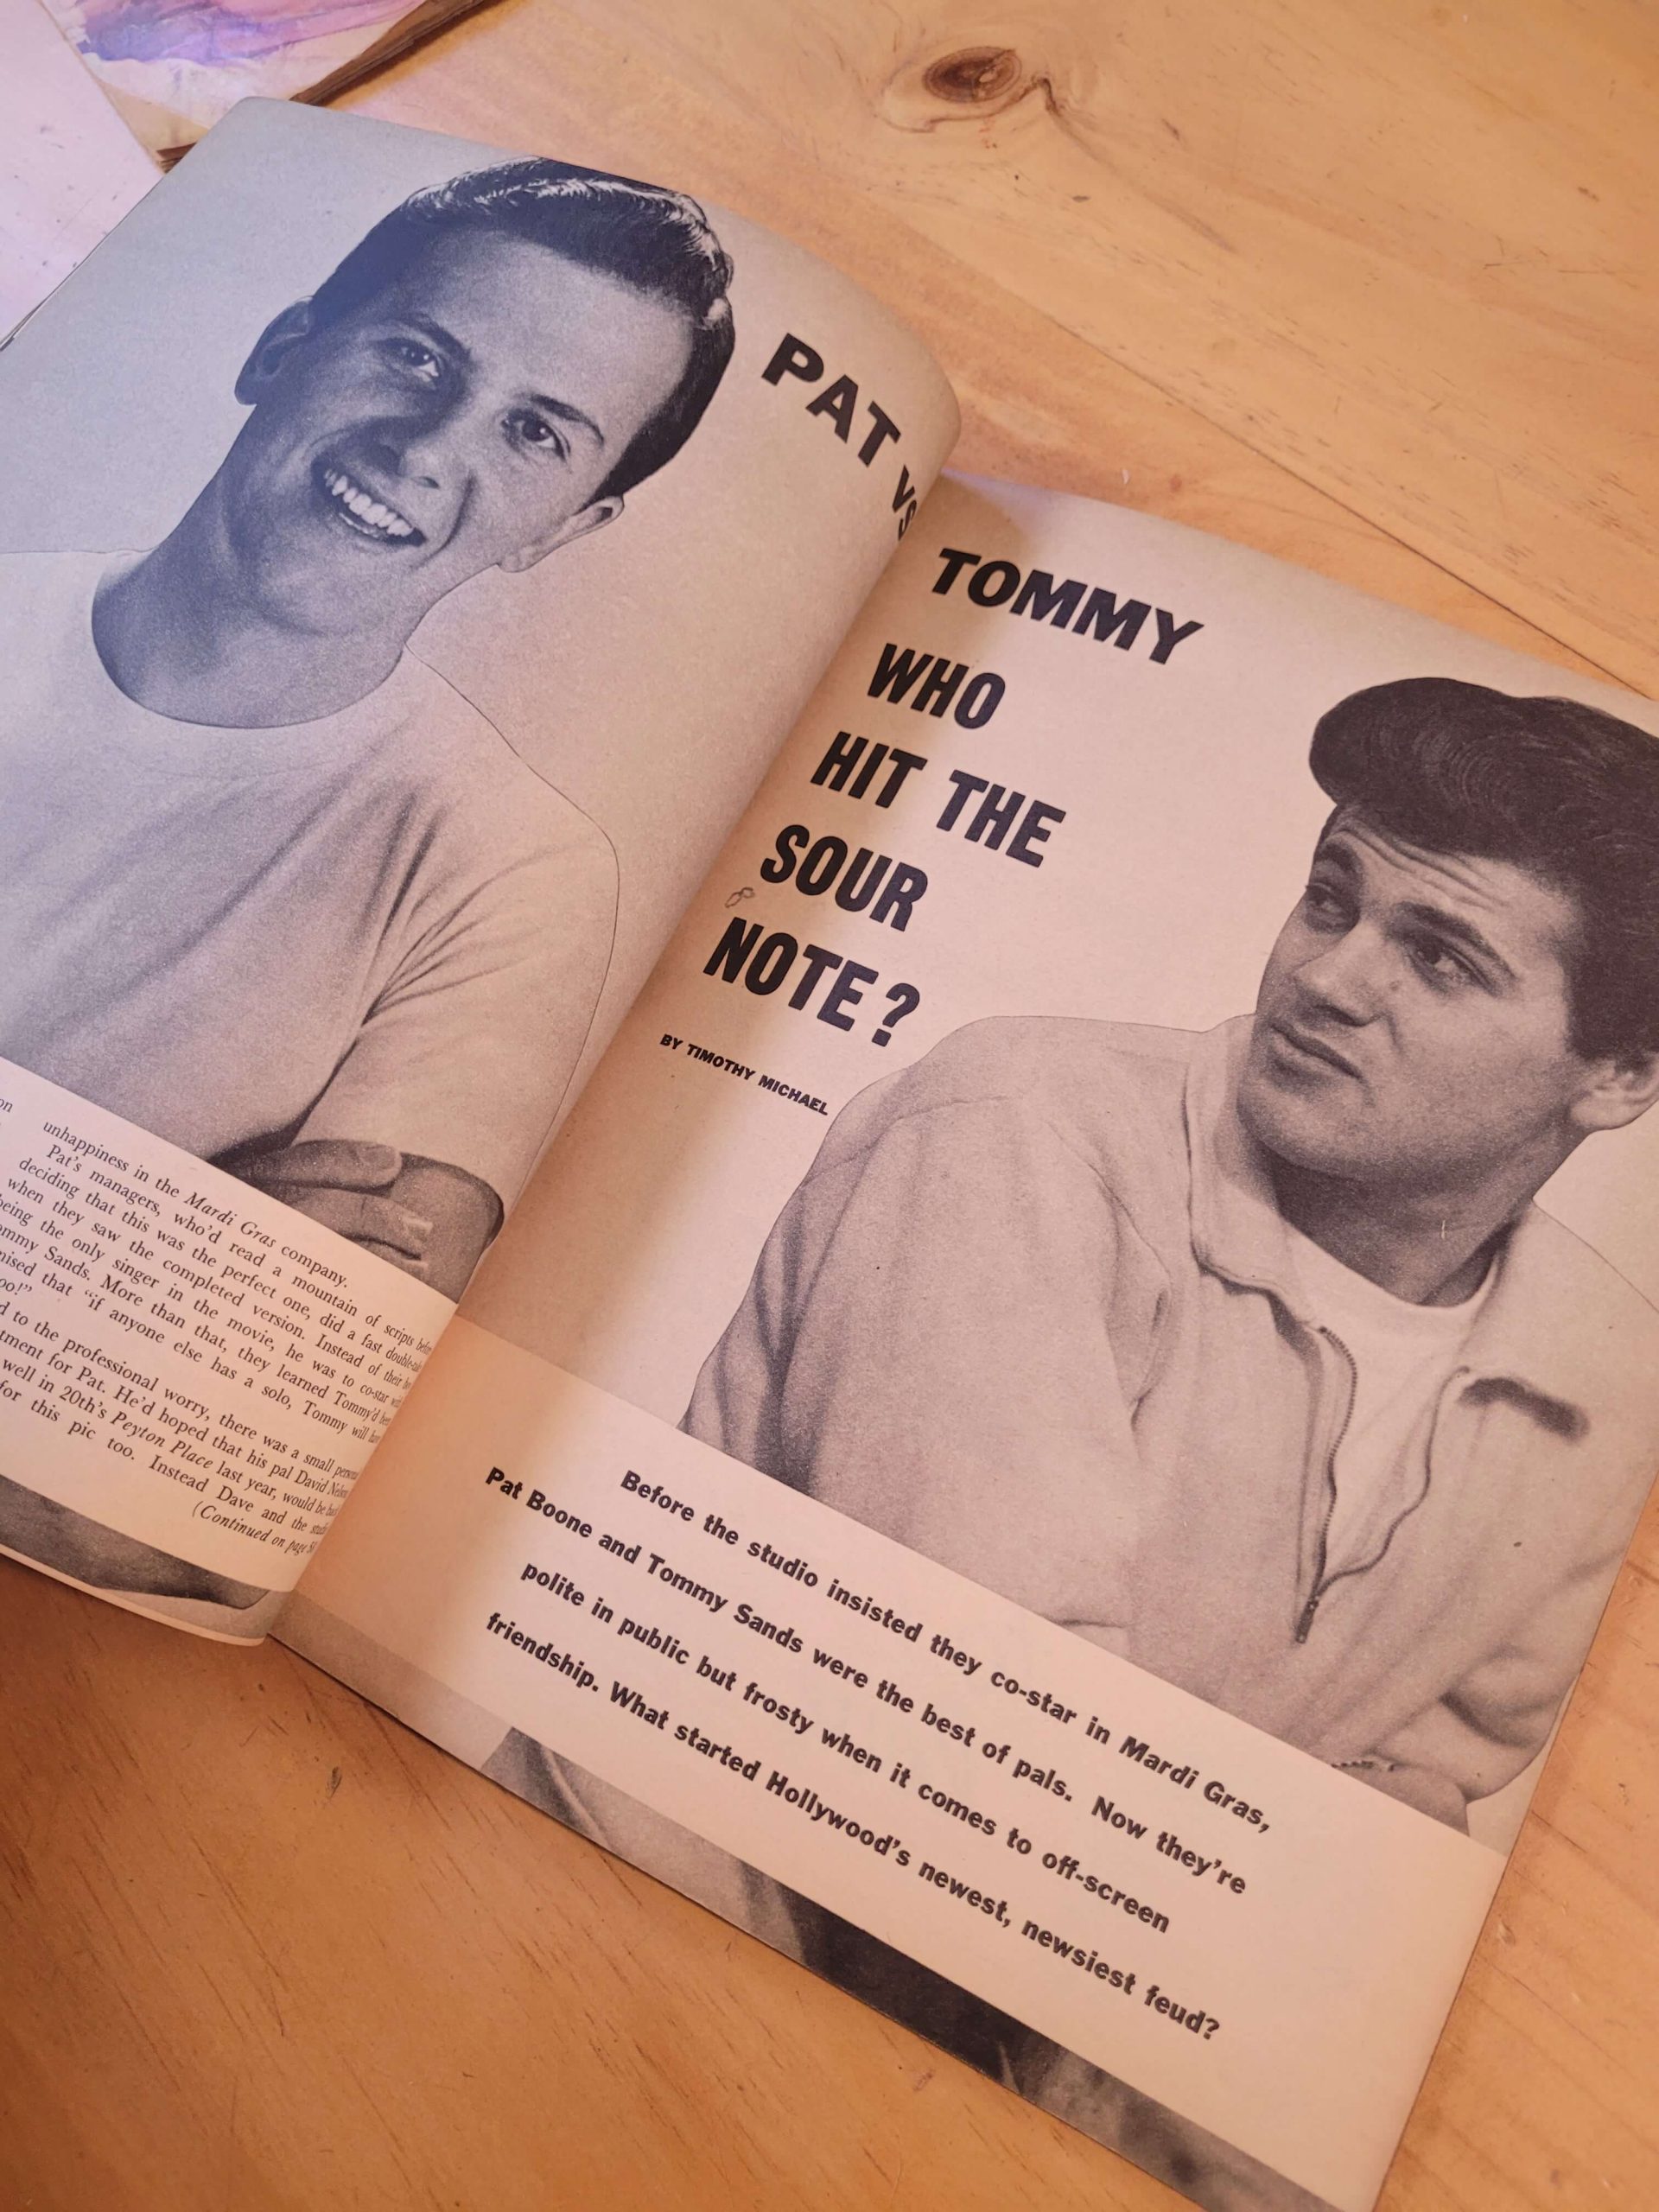 PAT VS
TOMMY
WHO
HIT THE
SOUR
NOTE?
BY TIMOTHY MICHAEL
unhappiness in the Mardi Gras company.
Pat's managers, who'd read a mountain of scripts
deciding that this was the perfect one, did a fast
when they saw the completed version. Instead of their
being the only singer in the movie, he was to co-star
Sands. More than that, they learned Tommy'd
that "if anyone else has a solo, Tommy will
to the professional worry, there was a small
for Pat. He'd hoped that his pal David
well in 20th's Peyton Place last year, would be
for this pic too. Instead Dave and the
(Continued on page
Before the studio insisted they co-star in Mardi Gras,
Pat Boone and Tommy Sands were the best of pals. Now they're
polite in public but frosty when it comes to off-screen
friendship. What started Hollywood's newest, newsiest feud?